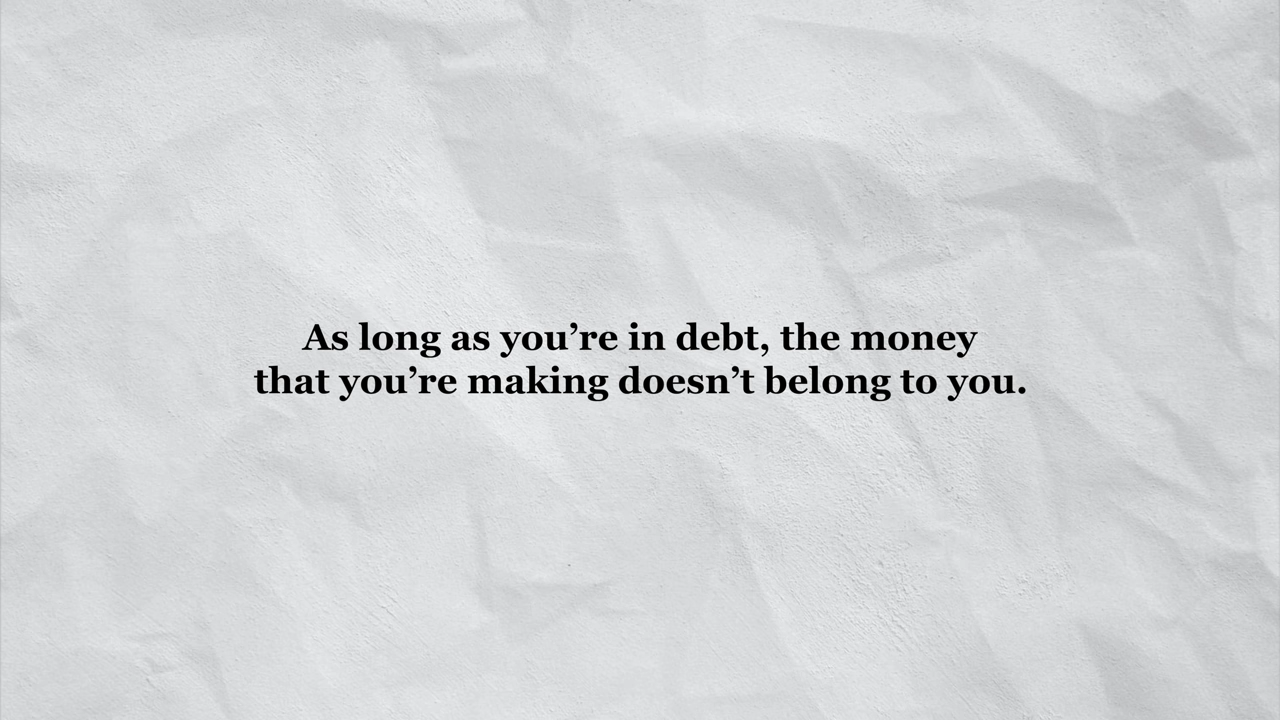 As long as you’re in debt, the money
that you’re making doesn’t belong to you.